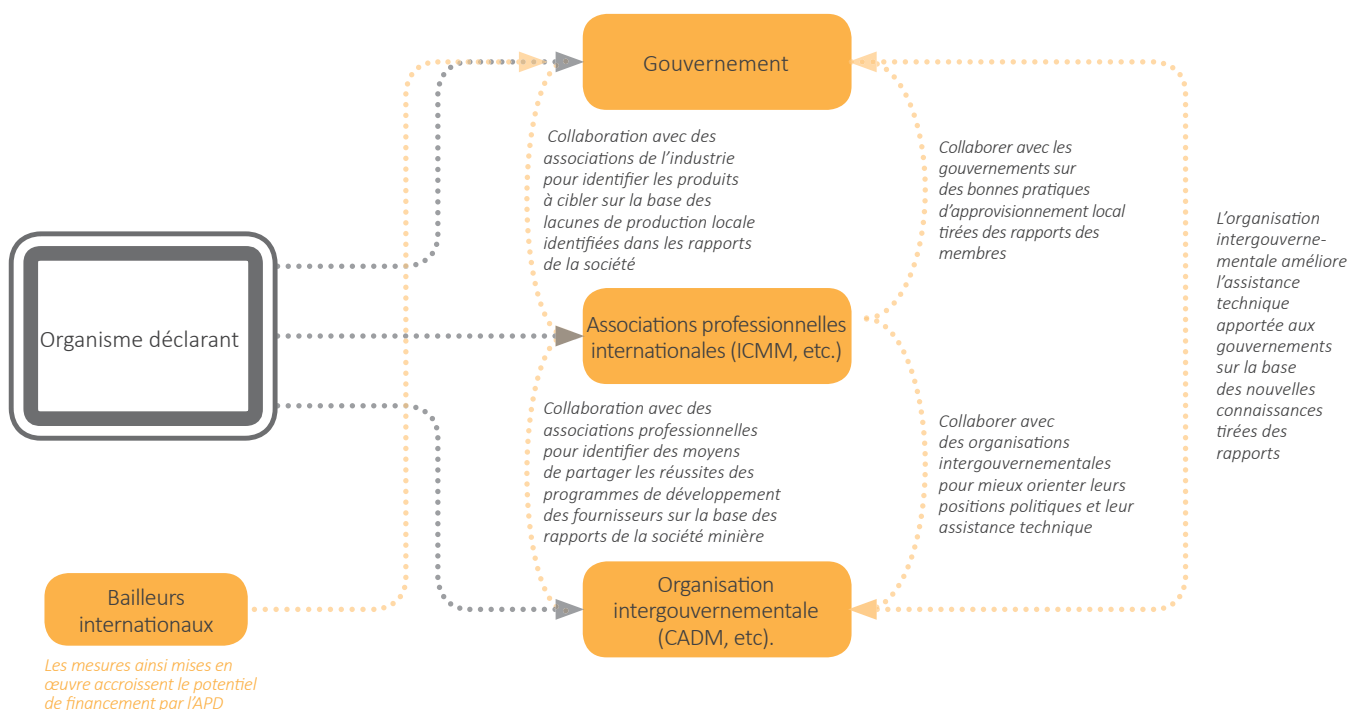 Gouvernement
Collaboration avec des
associations de l’industrie
pour identifier les produits
à cibler sur la base des
lacunes de production locale
identifiées dans les rapports
de la société
Collaborer avec les
gouvernements sur
des bonnes pratiques
d’approvisionnement local
tirées des rapports des
membres
L’organisation
intergouverne-
mentale améliore
l’assistance
technique
apportée aux
gouvernements
sur la base
des nouvelles
connaissances
tirées des
rapports
Organisme déclarant
Associations professionnelles
internationales (ICMM, etc.)
Collaboration avec des
associations professionnelles
pour identifier des moyens
de partager les réussites des
programmes de développement
des fournisseurs sur la base des
rapports de la société minière
Collaborer avec
des organisations
intergouvernementales
pour mieux orienter leurs
positions politiques et leur
assistance technique
Organisation
intergouvernementale
(CADM, etc).
Bailleurs
internationaux
Les mesures ainsi mises en
œuvre accroissent le potentiel
de financement par l’APD